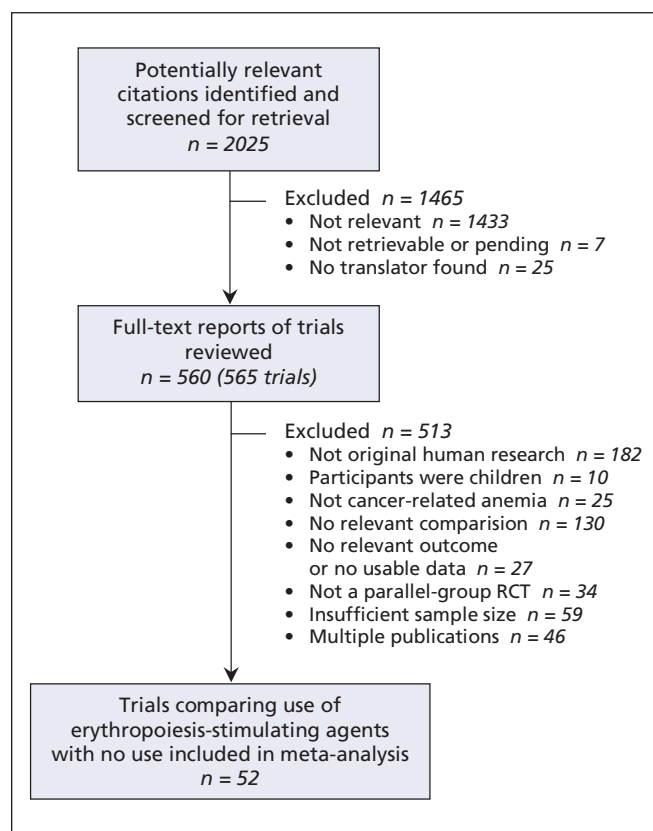 Potentially relevant
citations identified and
screened for retrieval
n = 2025
Excluded n = 1465
• Not relevant n = 1433
• Not retrievable or pending n = 7
• No translator found n = 25
Full-text reports of trials
reviewed
n = 560 (565 trials)
Excluded n = 513
• Not original human research n = 182
• Participants were children n = 10
• Not cancer-related anemia n = 25
• No relevant comparision n = 130
• No relevant outcome
or no usable data n = 27
• Not a parallel-group RCT n = 34
• Insufficient sample size n = 59
• Multiple publications n = 46
Trials comparing use of
erythropoiesis-stimulating agents
with no use included in meta-analysis
n = 52